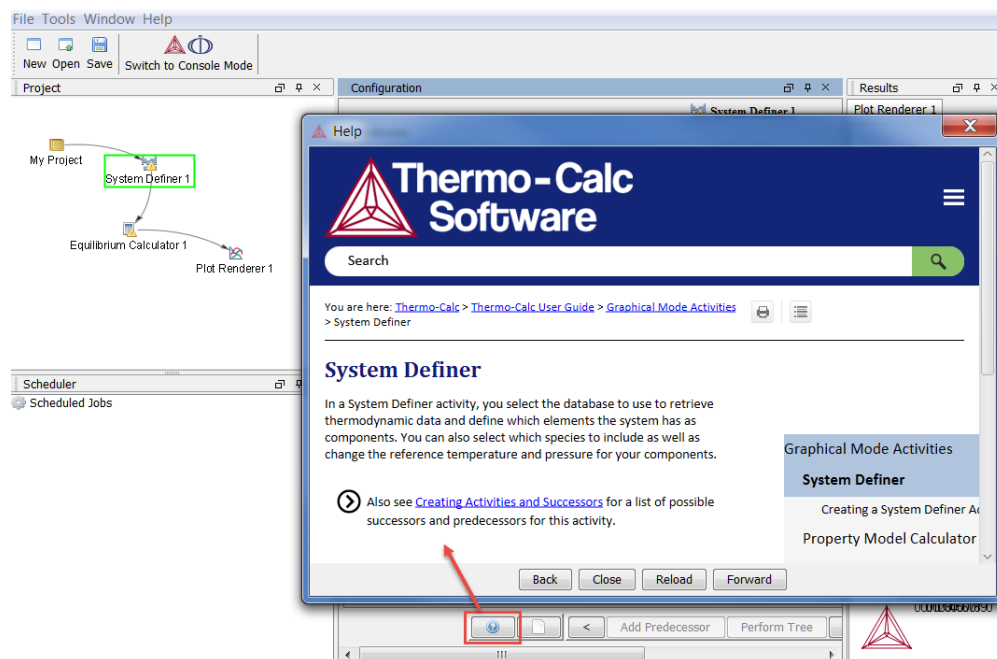 File Tools Window Help
New Open Save Switch to Console Mode
Project
Configuration
Results
System Definer 1
Plot Renderer 1
My Project
System Definer 1
Equilibrium Calculator 1
Plot Renderer 1
Scheduler
Scheduled Jobs
Help
Thermo-Calc
Software
Search
You are here: Thermo-Calc > Thermo-Calc User Guide > Graphical Mode Activities
> System Definer
System Definer
In a System Definer activity, you select the database to use to retrieve
thermodynamic data and define which elements the system has as
components. You can also select which species to include as well as
change the reference temperature and pressure for your components.
Also see Creating Activities and Successors for a list of possible
successors and predecessors for this activity.
Graphical Mode Activities
System Definer
Creating a System Definer
Property Model Calculator
Back Close Reload Forward
< Add Predecessor Perform Tree